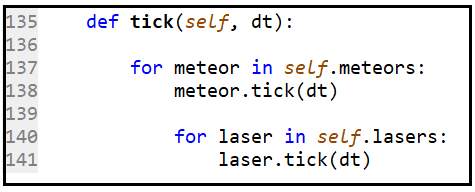 135     def tick(self, dt):
136
137         for meteor in self.meteors:
138             meteor.tick(dt)
139
140             for laser in self.lasers:
141                 laser.tick(dt)